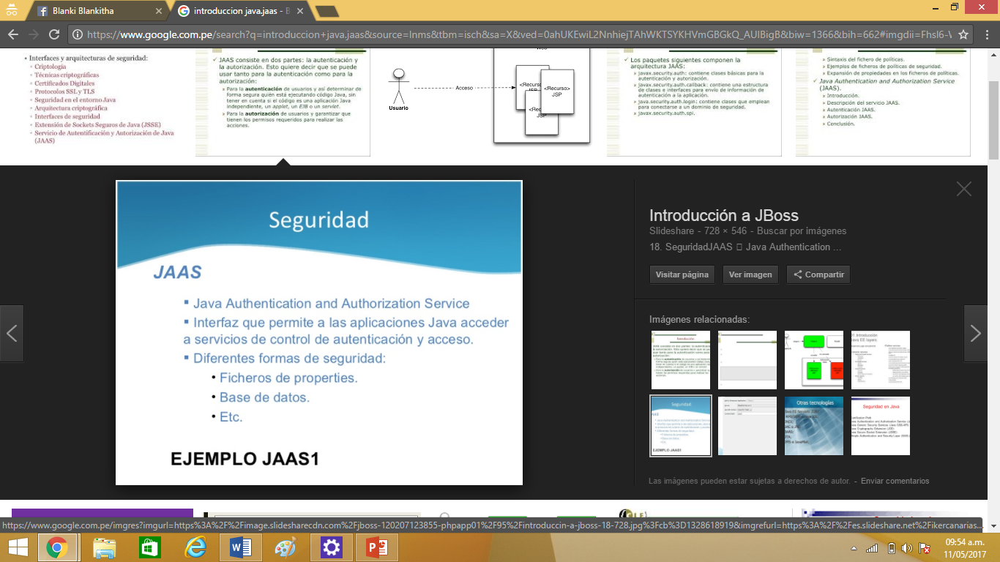 Blanki Blankitha
introduccion java.jaas - B
https://www.google.com.pe/search?q=introduccion+java.jaas&source=lnms&tbm=isch&sa=X&ved=0ahUKEwiL2NnhiejTAhWKTSYKHVmGBGkQ_AUIBigB&biw=1366&bih=662#imgdii=Fhsl6-
Interfaces y arquitecturas de seguridad:
Criptología
Técnicas criptográficas
Certificados Digitales
Protocolos SSL y TLS
Seguridad en el entorno Java
Arquitectura criptográfica
Interfaces de seguridad
Extensión de Sockets Seguros de Java (JSSE)
Servicio de Autentificación y Autorización de Java
(JAAS)
JAAS consiste en dos partes: la autenticación y
la autorización. Esto quiere decir que se puede
usar tanto para la autenticación como para la
autorización:
Para la autenticación de usuarios y así determinar de
forma segura quién está ejecutando código Java, sin
tener en cuenta si el código es una aplicación Java
independiente, un applet, un EJB o un servlet.
Para la autorización de usuarios y garantizar que
tienen los permisos requeridos para realizar las
acciones.
Usuario
Acceso
<Recurso>
JSP
JSP
Los paquetes siguientes componen la
arquitectura JAAS:
javax.security.auth: contiene clases básicas para la
autenticación y autorización.
javax.security.auth.callback: contiene una estructura
de clases e interfaces para envío de información de
autenticación a la aplicación.
java.security.auth.login: contiene clases que emplean
para conectarse a un dominio de seguridad.
javax.security.auth.spi.
Sintaxis del fichero de políticas.
Ejemplos de ficheros de políticas de seguridad.
Expansión de propiedades en los ficheros de políticas.
Java Authentication and Authorization Service
(JAAS).
Introducción.
Descripción del servicio JAAS.
Autenticación JAAS.
Autorización JAAS.
Conclusión.
Seguridad
JAAS
Java Authentication and Authorization Service
Interfaz que permite a las aplicaciones Java acceder
a servicios de control de autenticación y acceso.
Diferentes formas de seguridad:
• Ficheros de properties.
• Base de datos.
• Etc.
EJEMPLO JAAS1
Introducción a JBoss
Slideshare - 728 × 546 - Buscar por imágenes
18. SeguridadJAAS Java Authentication ...
Visitar página
Ver imagen
Compartir
Imágenes relacionadas:
Introducción
Java EE layers
Seguridad
Otras tecnologías
Seguridad en Java
EJEMPLO JAAS1
Las imágenes pueden estar sujetas a derechos de autor. - Enviar comentarios
https://www.google.com.pe/imgres?imgurl=https%3A%2F%2Fimage.slidesharecdn.com%2Fjboss-120207123855-phpapp01%2F95%2Fintroduccin-a-jboss-18-728.jpg%3Fcb%3D1328618919&imgrefurl=https%3A%2F%2Fes.slideshare.net%2Fikercanarias...
09:54 a.m.
11/05/2017